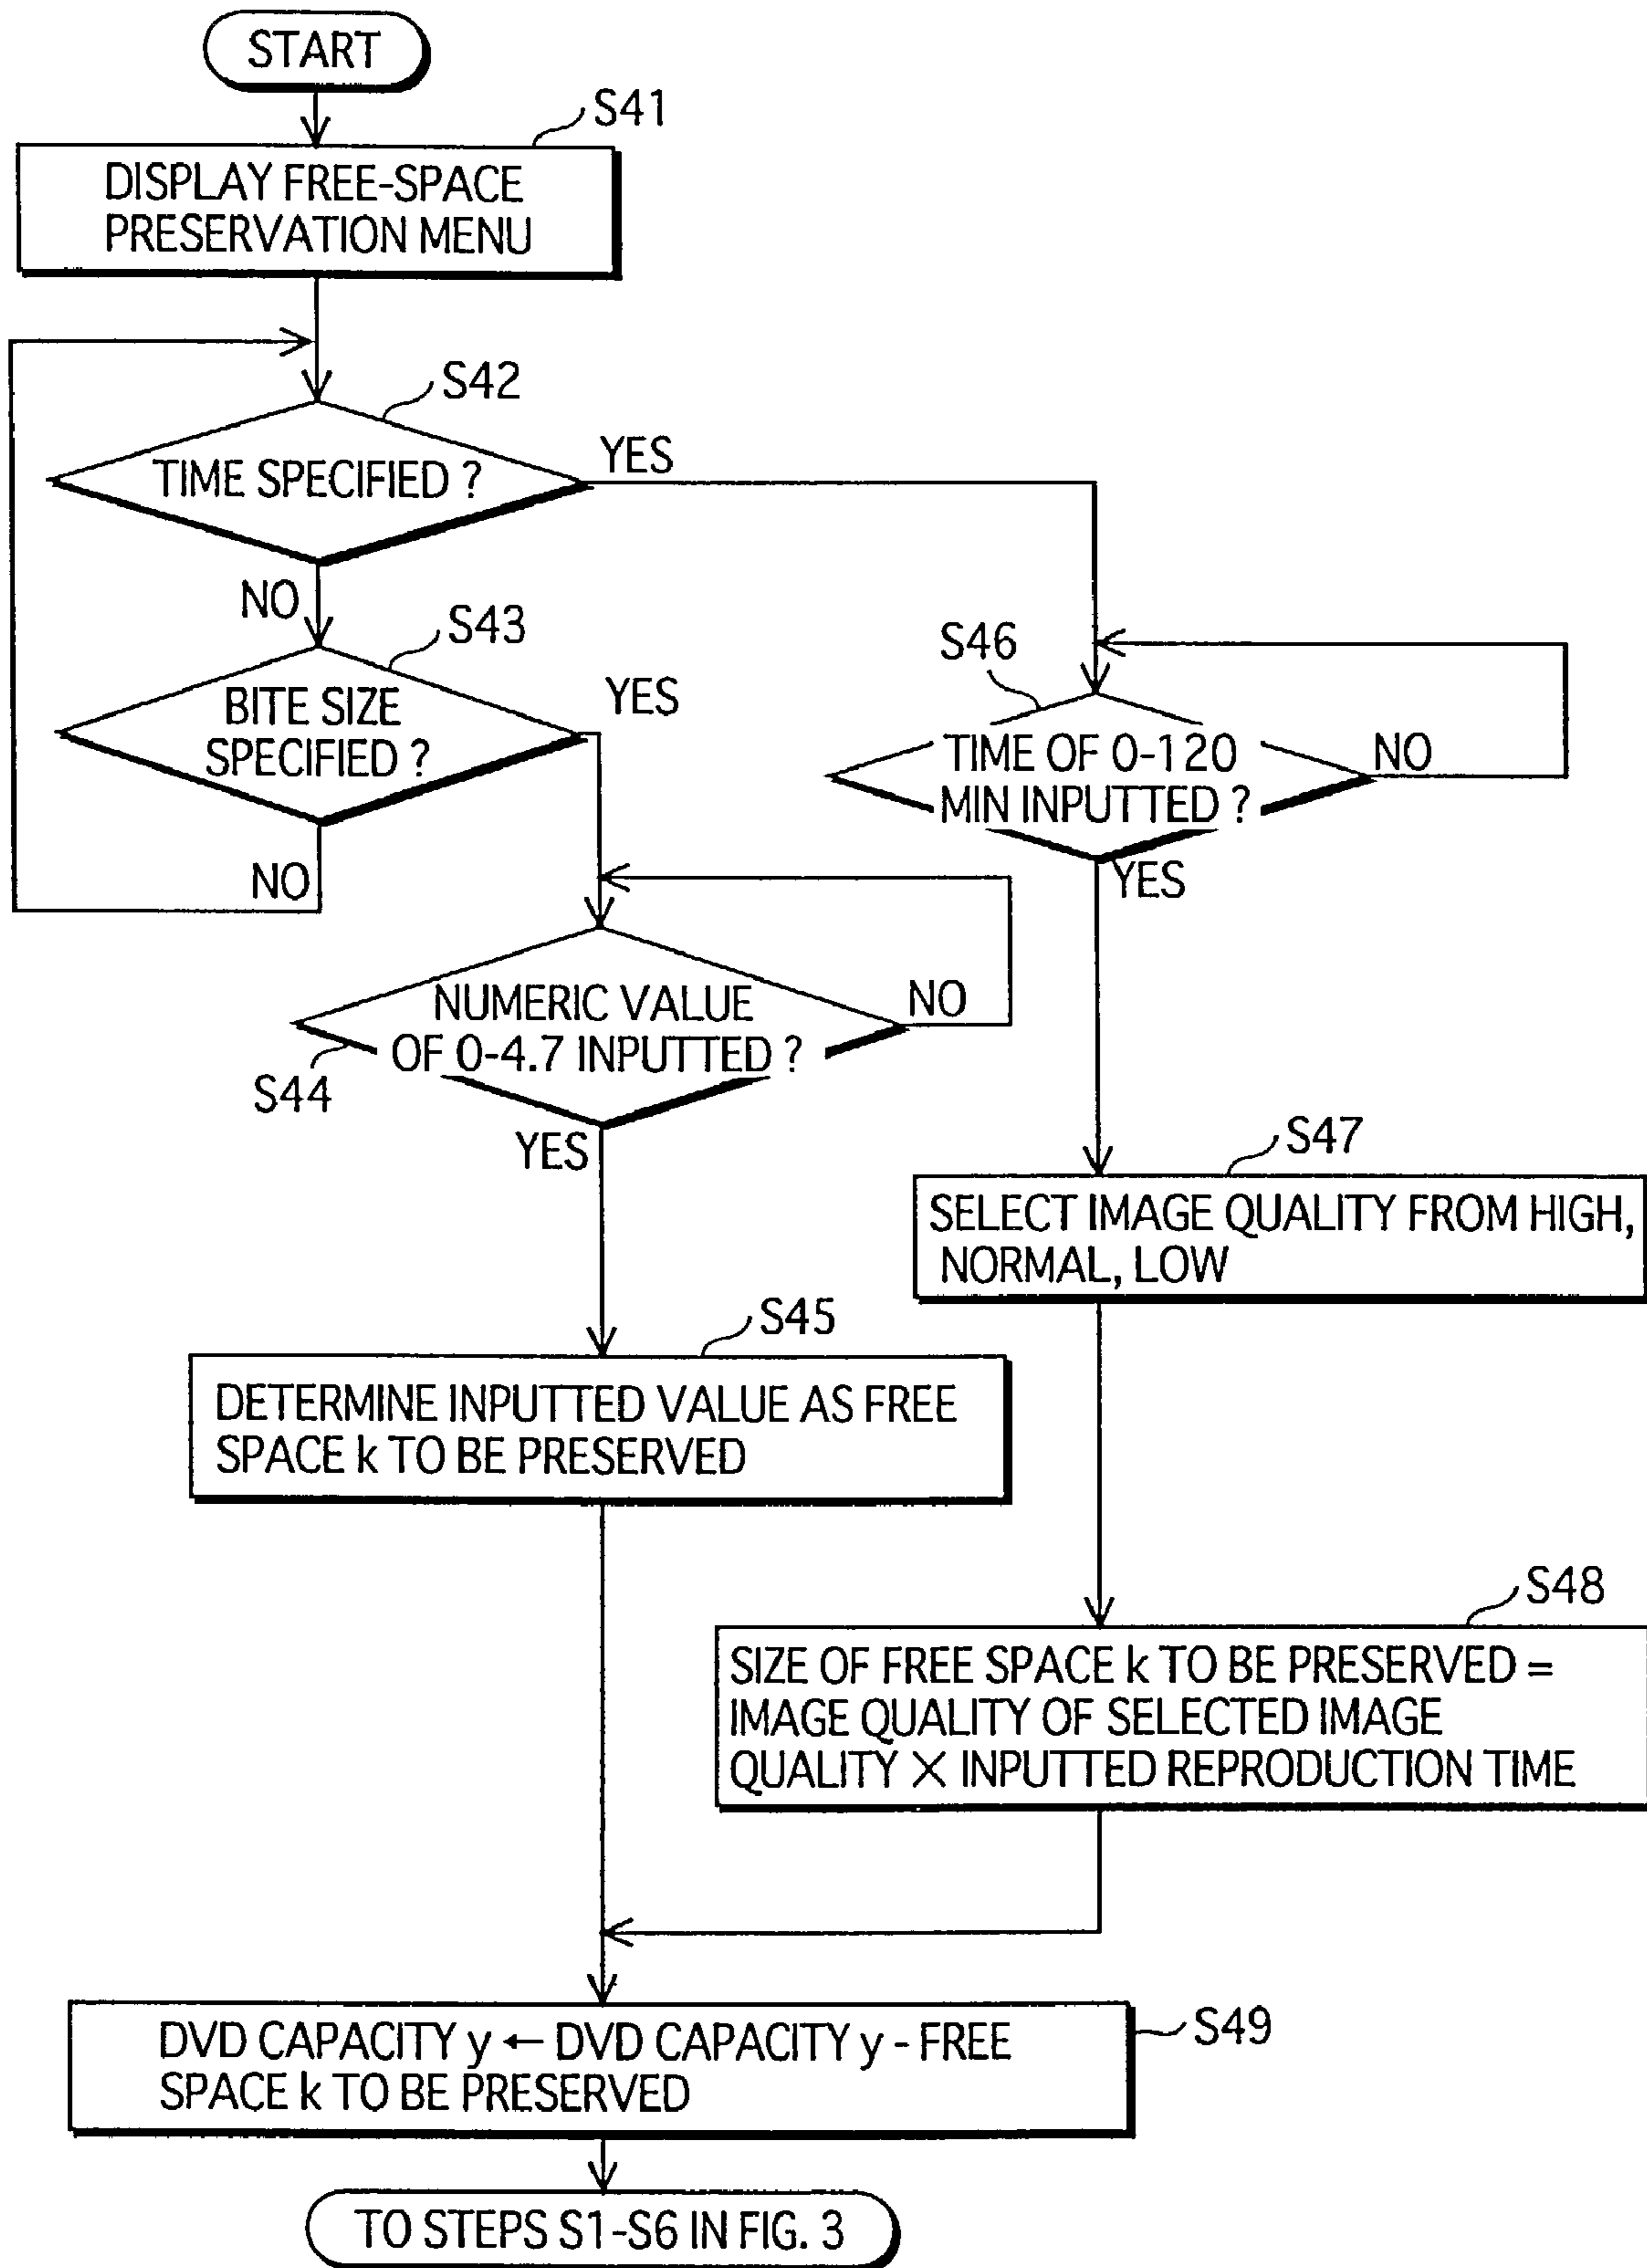 START
S41
DISPLAY FREE-SPACE
PRESERVATION MENU
S42
TIME SPECIFIED ?
YES
NO
S43
BITE SIZE
SPECIFIED ?
YES
NO
S46
TIME OF 0-120
MIN INPUTTED ?
NO
YES
NUMERIC VALUE
OF 0-4.7 INPUTTED ?
NO
S44
YES
S47
SELECT IMAGE QUALITY FROM HIGH,
NORMAL, LOW
S45
DETERMINE INPUTTED VALUE AS FREE
SPACE k TO BE PRESERVED
S48
SIZE OF FREE SPACE k TO BE PRESERVED =
IMAGE QUALITY OF SELECTED IMAGE
QUALITY × INPUTTED REPRODUCTION TIME
S49
DVD CAPACITY y ← DVD CAPACITY y - FREE
SPACE k TO BE PRESERVED
TO STEPS S1-S6 IN FIG. 3